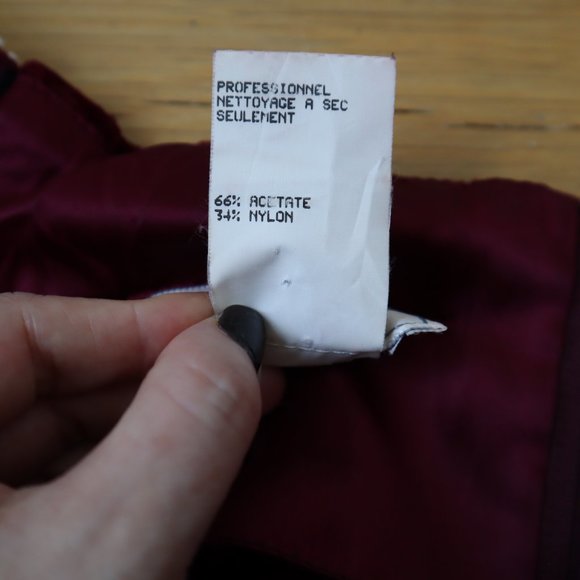 PROFESSIONNEL
NETTOYAGE A SEC
SEULEMENT
66% ACETATE
34% NYLON